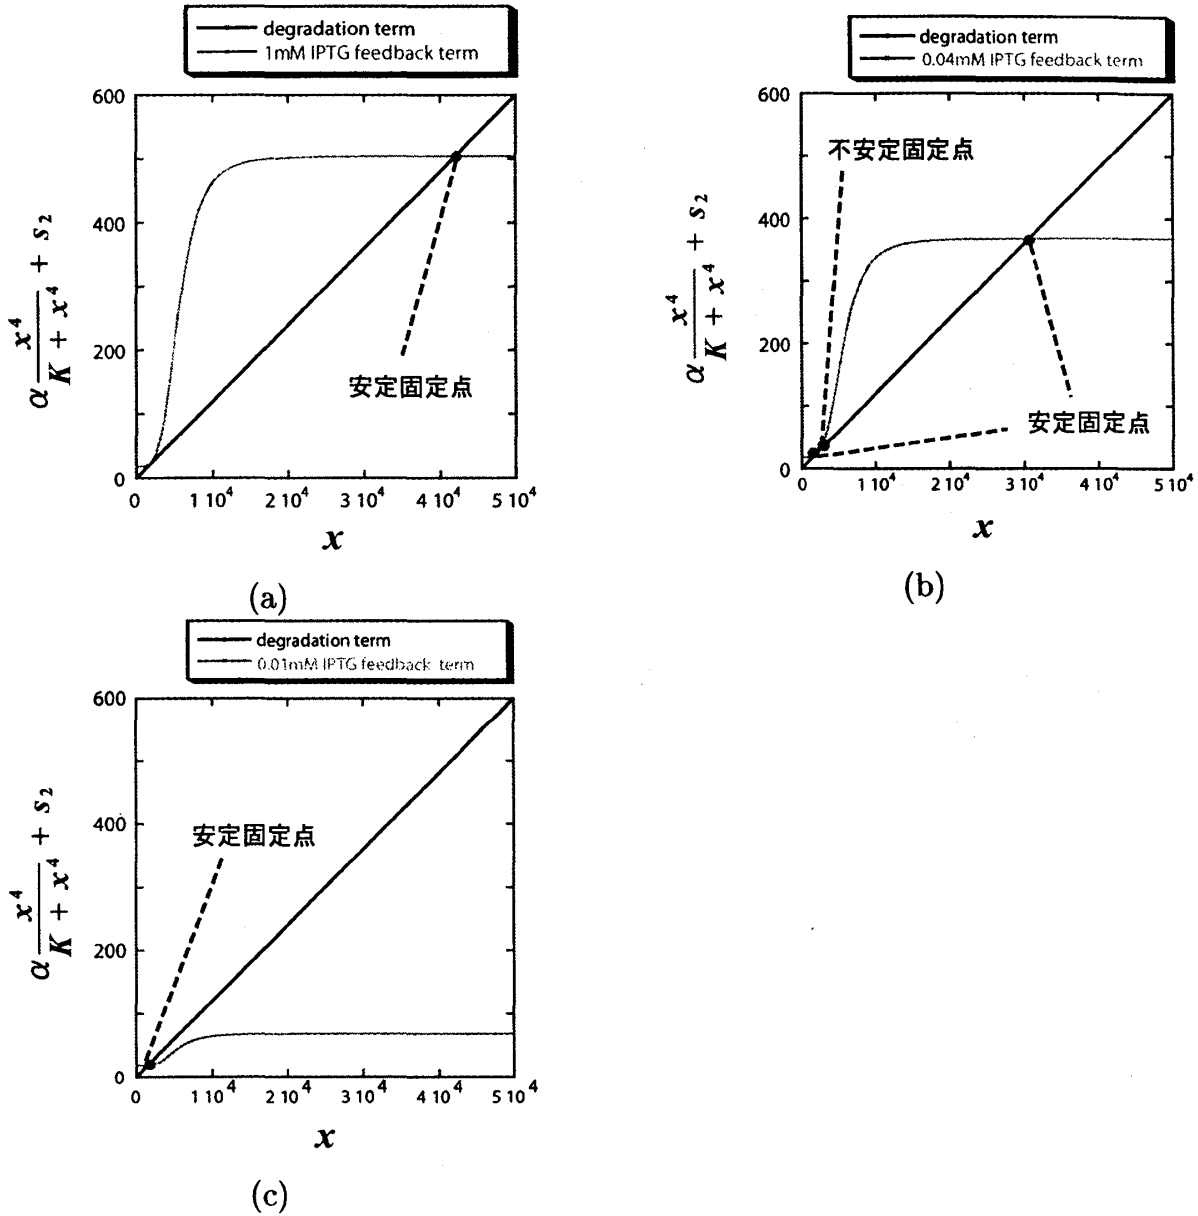 degradation term
1mM IPTG feedback term
600
400
200
0
α x⁴ / (K + x⁴) + s₂
安定固定点
0 1 10⁴ 2 10⁴ 3 10⁴ 4 10⁴ 5 10⁴
x
(a)
degradation term
0.04mM IPTG feedback term
600
400
200
0
α x⁴ / (K + x⁴) + s₂
不安定固定点
安定固定点
0 1 10⁴ 2 10⁴ 3 10⁴ 4 10⁴ 5 10⁴
x
(b)
degradation term
0.01mM IPTG feedback term
600
400
200
0
α x⁴ / (K + x⁴) + s₂
安定固定点
0 1 10⁴ 2 10⁴ 3 10⁴ 4 10⁴ 5 10⁴
x
(c)